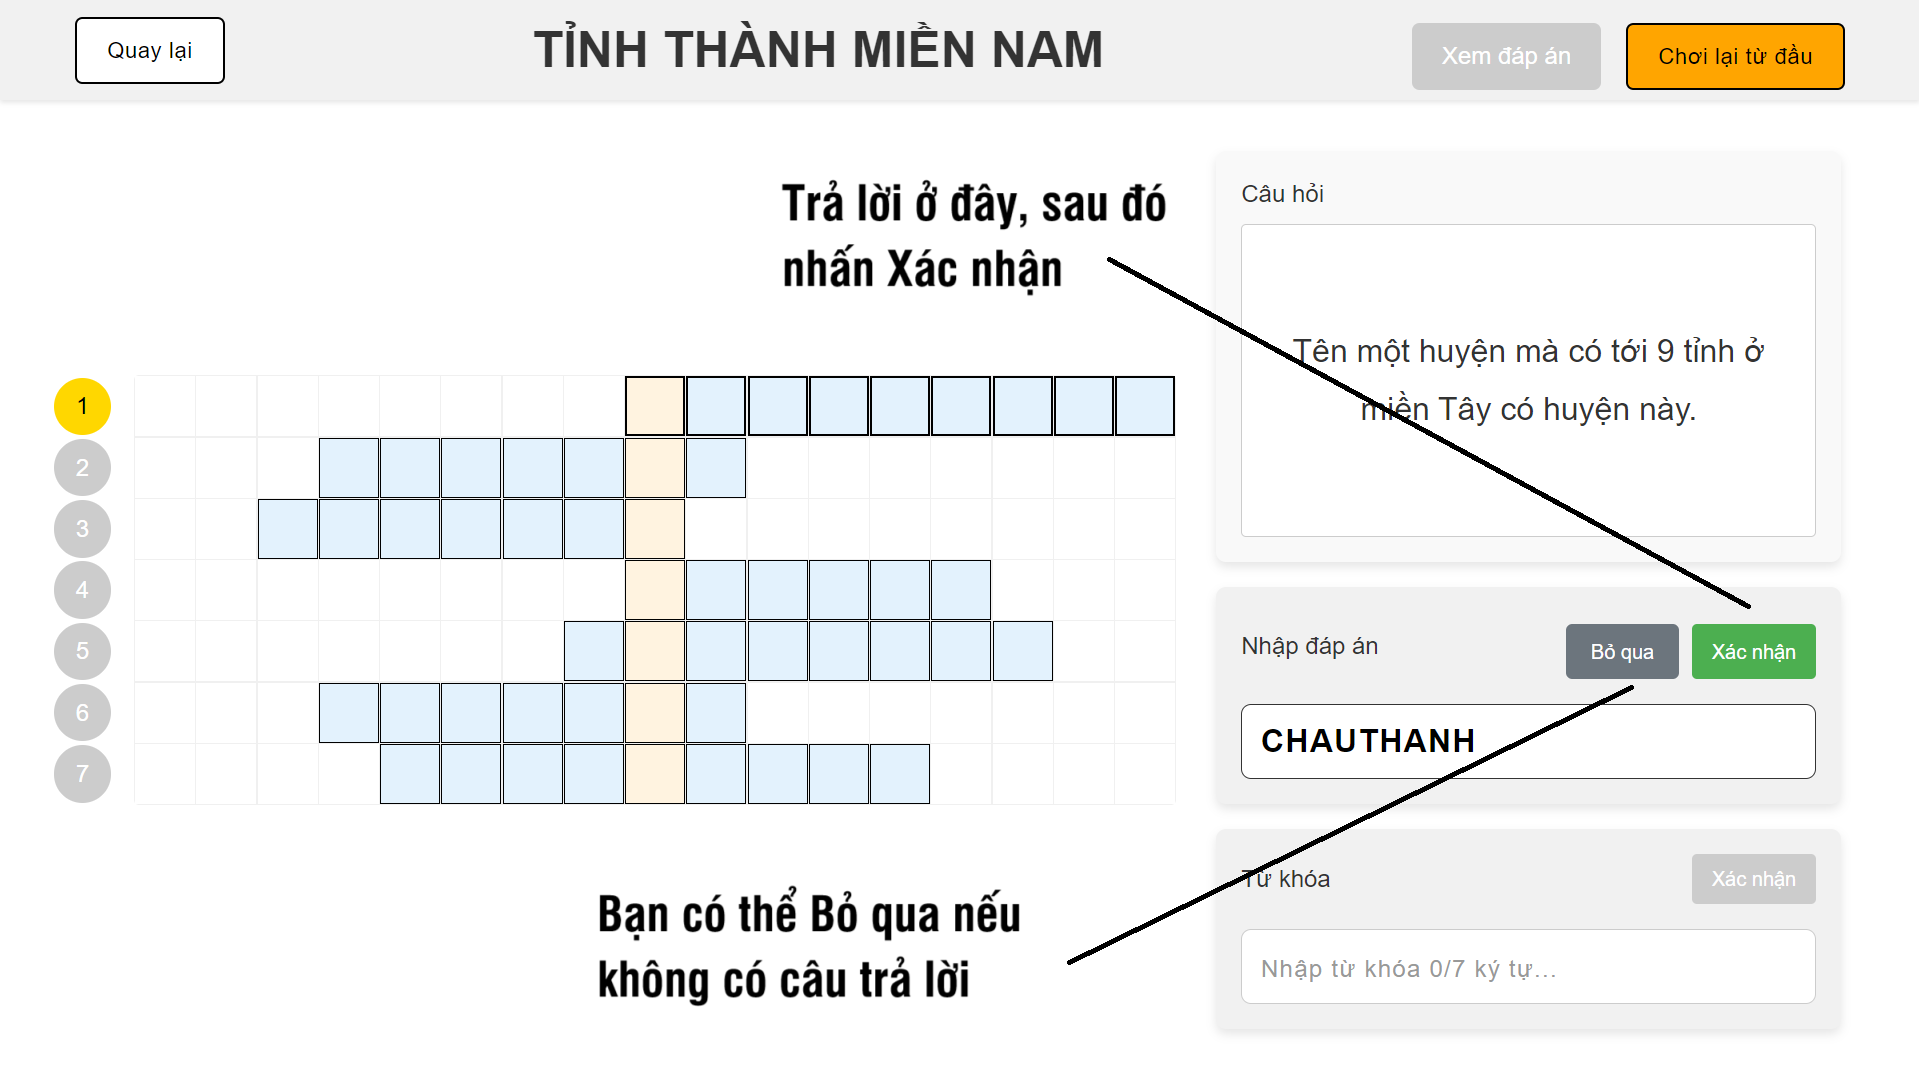 Quay lại
TỈNH THÀNH MIỀN NAM
Xem đáp án
Chơi lại từ đầu
Trả lời ở đây, sau đó
nhấn Xác nhận
Câu hỏi
Tên một huyện mà có tới 9 tỉnh ở
miền Tây có huyện này.
1
2
3
4
5
6
7
Nhập đáp án
Bỏ qua
Xác nhận
CHAUTHANH
Từ khóa
Xác nhận
Nhập từ khóa 0/7 ký tự...
Bạn có thể Bỏ qua nếu
không có câu trả lời